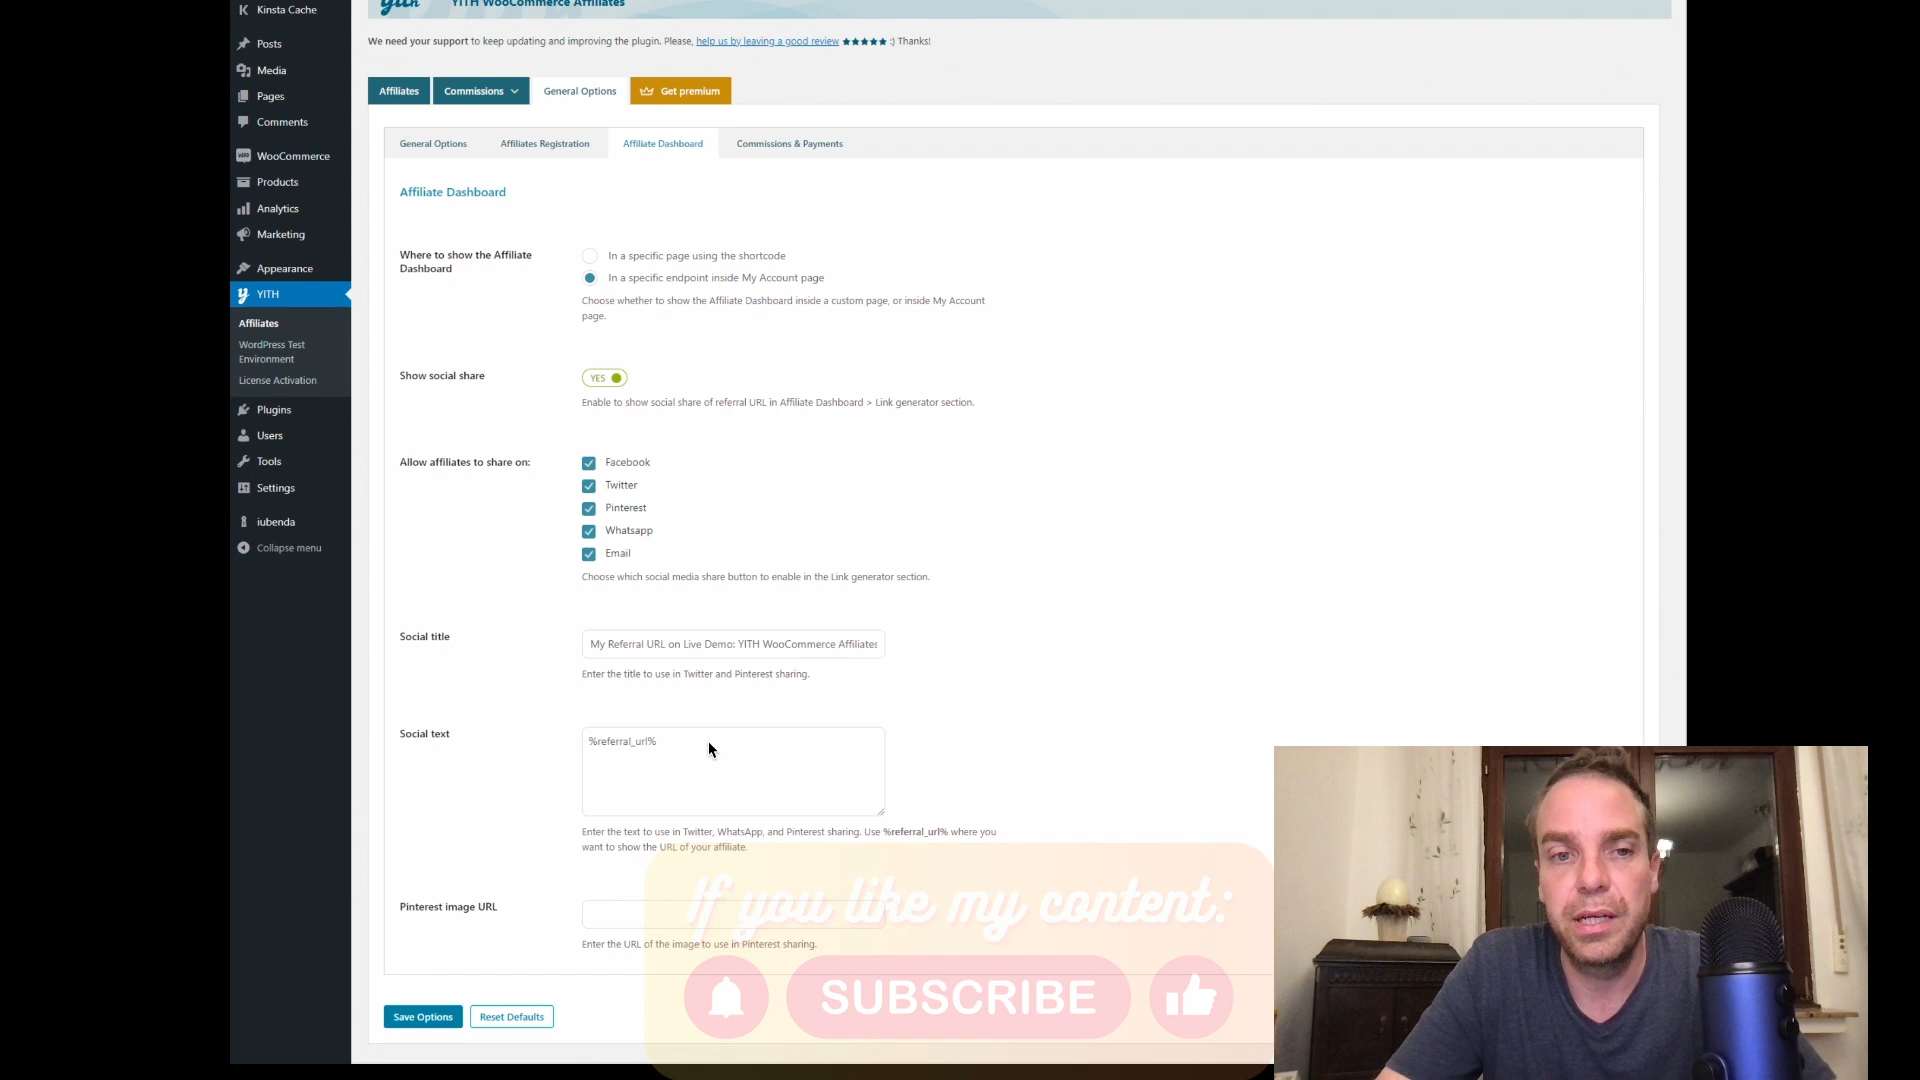 Kinsta Cache
Posts
Media
Pages
Comments
WooCommerce
Products
Analytics
Marketing
Appearance
YITH
Affiliates
WordPress Test
Environment
License Activation
Plugins
Users
Tools
Settings
iubenda
Collapse menu
yith
YITH WooCommerce Affiliates
We need your support to keep updating and improving the plugin. Please, help us by leaving a good review ★★★★★ :) Thanks!
Affiliates
Commissions
General Options
Get premium
General Options
Affiliates Registration
Affiliate Dashboard
Commissions & Payments
Affiliate Dashboard
Where to show the Affiliate
Dashboard
In a specific page using the shortcode
In a specific endpoint inside My Account page
Choose whether to show the Affiliate Dashboard inside a custom page, or inside My Account
page.
Show social share
YES
Enable to show social share of referral URL in Affiliate Dashboard > Link generator section.
Allow affiliates to share on:
Facebook
Twitter
Pinterest
Whatsapp
Email
Choose which social media share button to enable in the Link generator section.
Social title
My Referral URL on Live Demo: YITH WooCommerce Affiliates
Enter the title to use in Twitter and Pinterest sharing.
Social text
%referral_url%
Enter the text to use in Twitter, WhatsApp, and Pinterest sharing. Use %referral_url% where you
want to show the URL of your affiliate.
Pinterest image URL
Enter the URL of the image to use in Pinterest sharing.
Save Options
Reset Defaults
If you like my content:
SUBSCRIBE